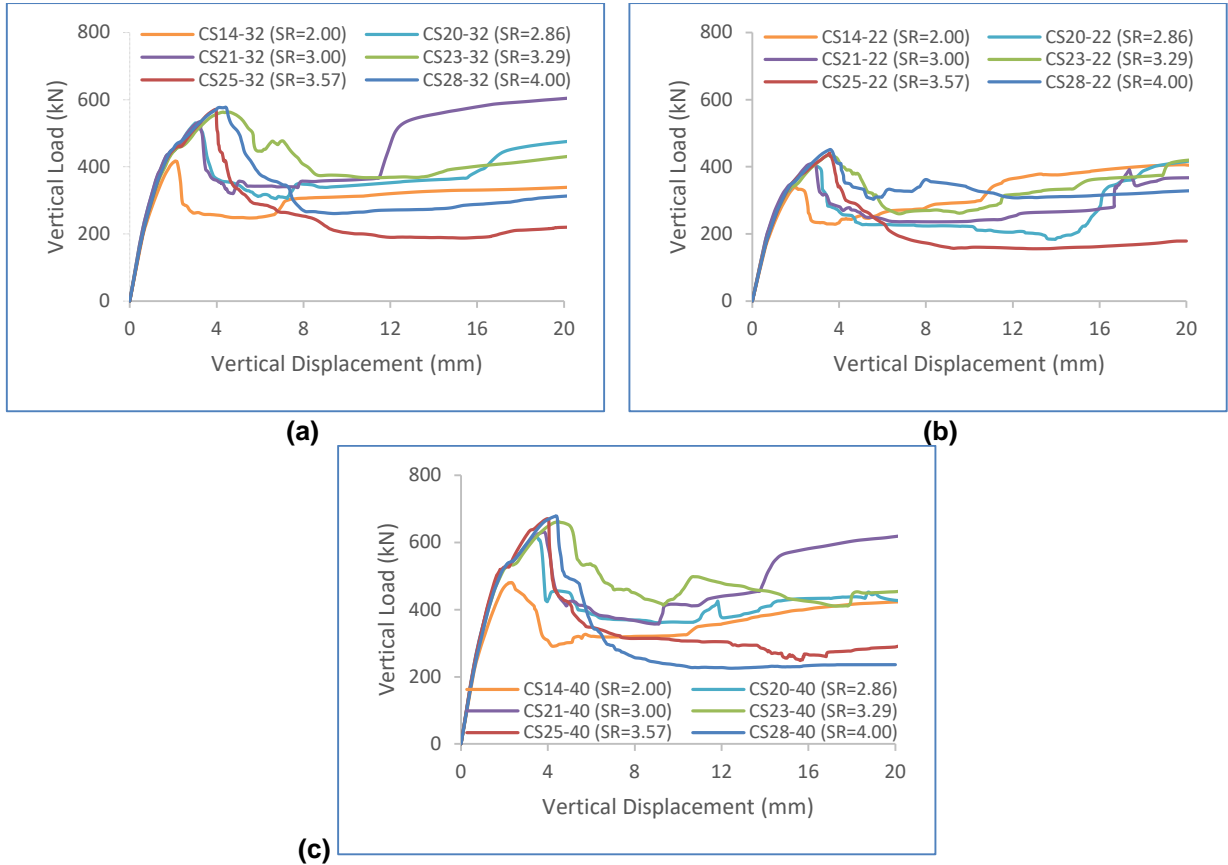 800
600
400
200
0
Vertical Load (kN)
CS14-32 (SR=2.00) CS20-32 (SR=2.86)
CS21-32 (SR=3.00) CS23-32 (SR=3.29)
CS25-32 (SR=3.57) CS28-32 (SR=4.00)
0 4 8 12 16 20
Vertical Displacement (mm)
(a)
800
600
400
200
0
Vertical Load (kN)
CS14-22 (SR=2.00) CS20-22 (SR=2.86)
CS21-22 (SR=3.00) CS23-22 (SR=3.29)
CS25-22 (SR=3.57) CS28-22 (SR=4.00)
0 4 8 12 16 20
Vertical Displacement (mm)
(b)
800
600
400
200
0
Vertical Load (kN)
CS14-40 (SR=2.00) CS20-40 (SR=2.86)
CS21-40 (SR=3.00) CS23-40 (SR=3.29)
CS25-40 (SR=3.57) CS28-40 (SR=4.00)
0 4 8 12 16 20
Vertical Displacement (mm)
(c)